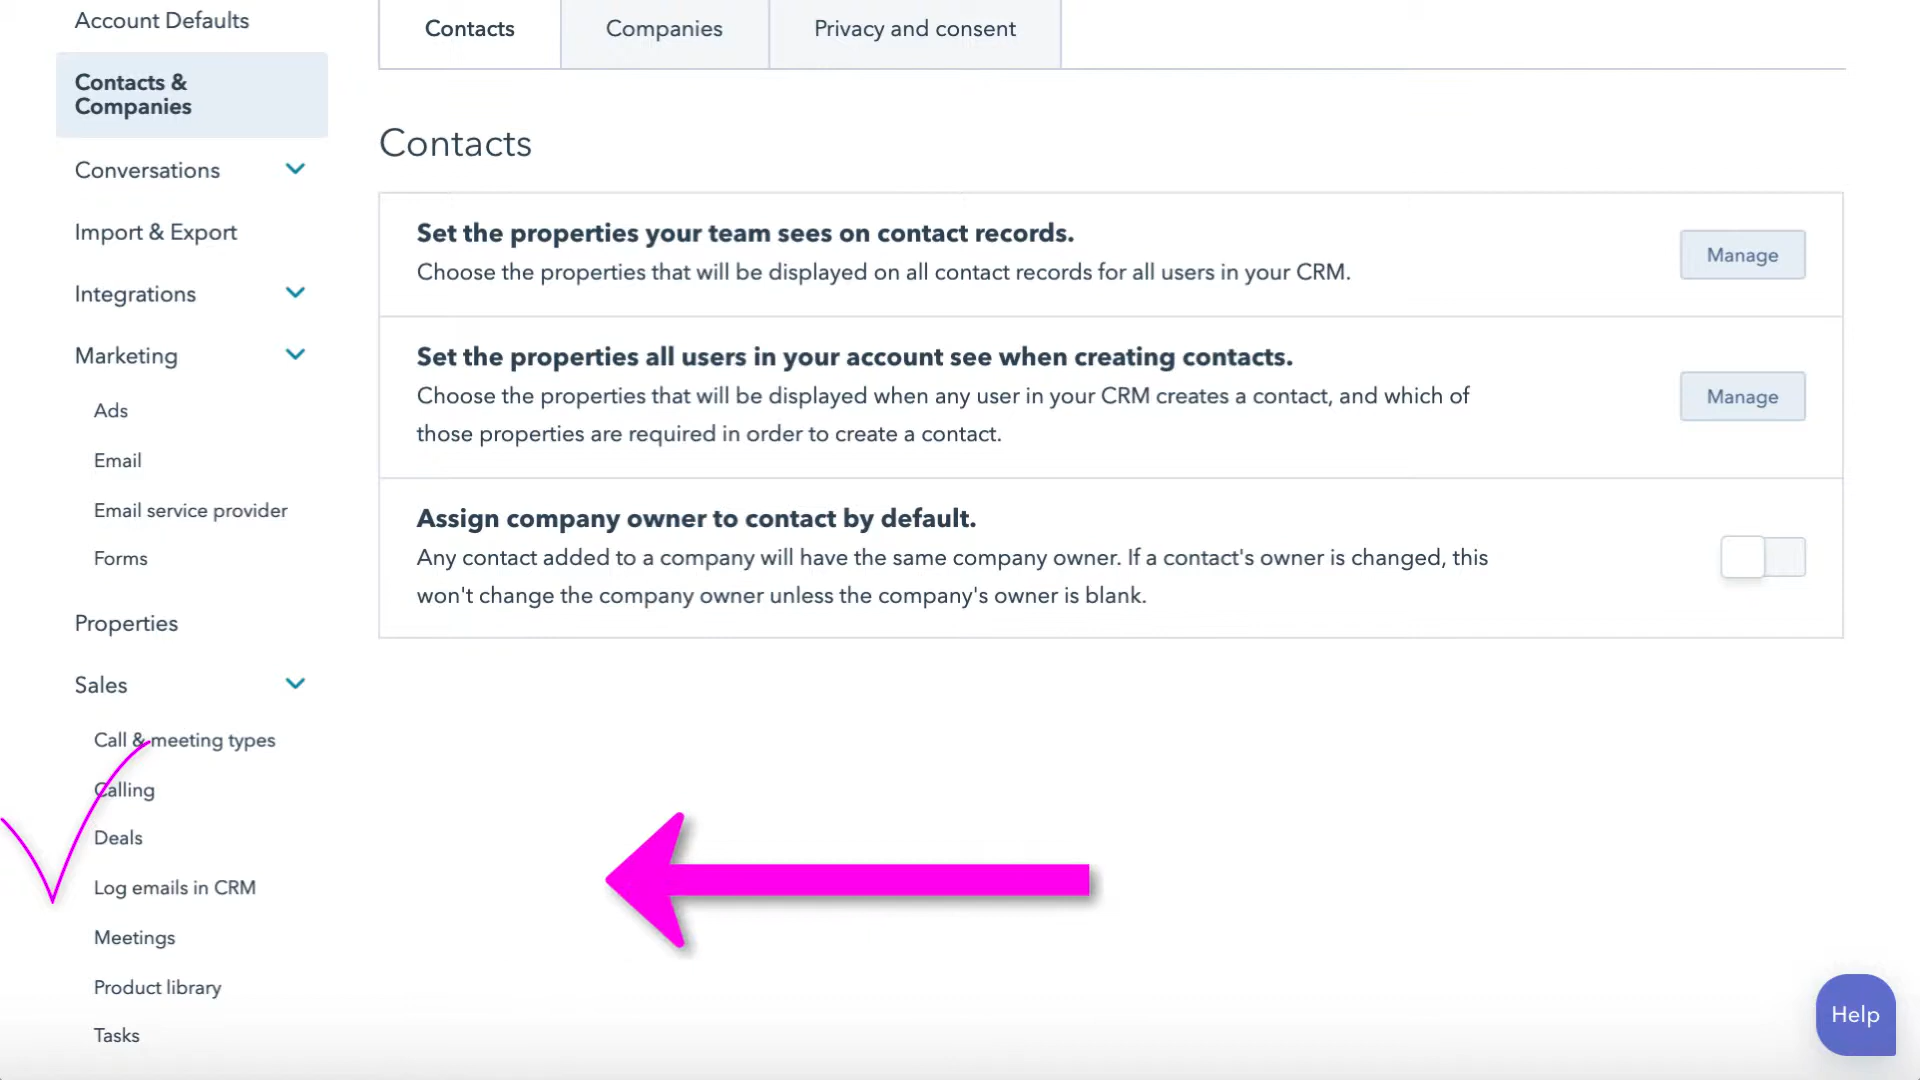 Account Defaults
Contacts &
Companies
Conversations
Import & Export
Integrations
Marketing
Ads
Email
Email service provider
Forms
Properties
Sales
Call & meeting types
Calling
Deals
Log emails in CRM
Meetings
Product library
Tasks
Contacts
Companies
Privacy and consent
Contacts
Set the properties your team sees on contact records.
Choose the properties that will be displayed on all contact records for all users in your CRM.
Manage
Set the properties all users in your account see when creating contacts.
Choose the properties that will be displayed when any user in your CRM creates a contact, and which of
those properties are required in order to create a contact.
Manage
Assign company owner to contact by default.
Any contact added to a company will have the same company owner. If a contact's owner is changed, this
won't change the company owner unless the company's owner is blank.
Help